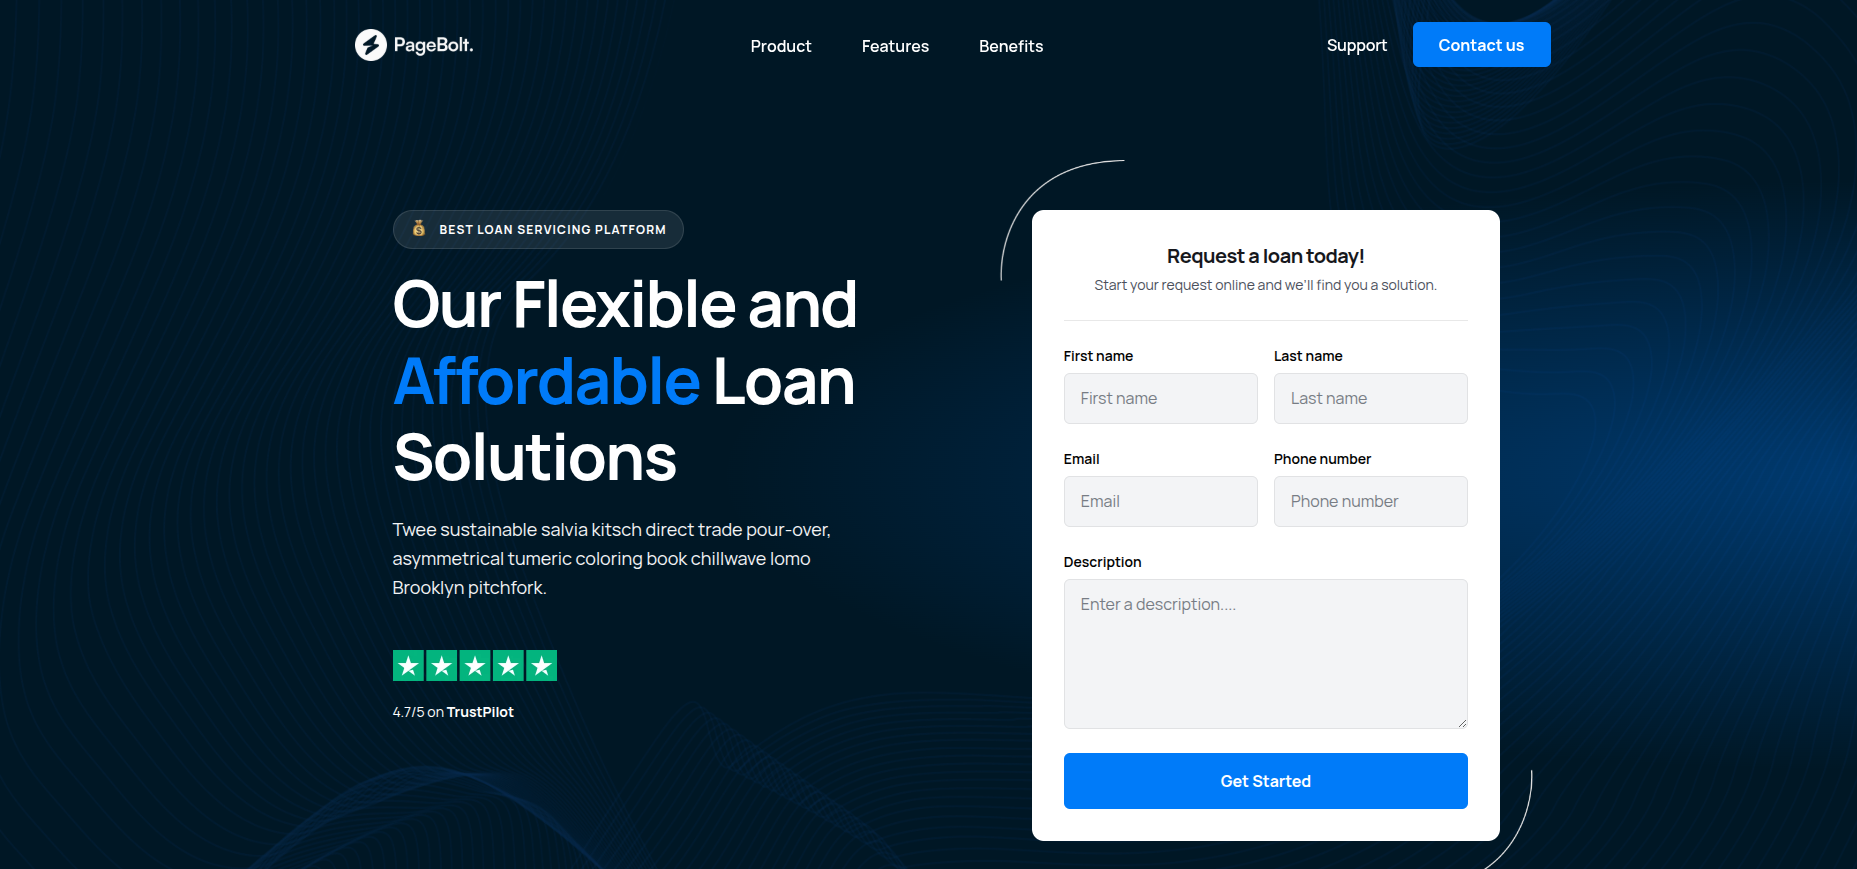 PageBolt.
Product
Features
Benefits
Support
Contact us
BEST LOAN SERVICING PLATFORM
Our Flexible and
Affordable Loan
Solutions
Twee sustainable salvia kitsch direct trade pour-over,
asymmetrical tumeric coloring book chillwave lomo
Brooklyn pitchfork.
4.7/5 on TrustPilot
Request a loan today!
Start your request online and we'll find you a solution.
First name
Last name
First name
Last name
Email
Phone number
Email
Phone number
Description
Enter a description....
Get Started